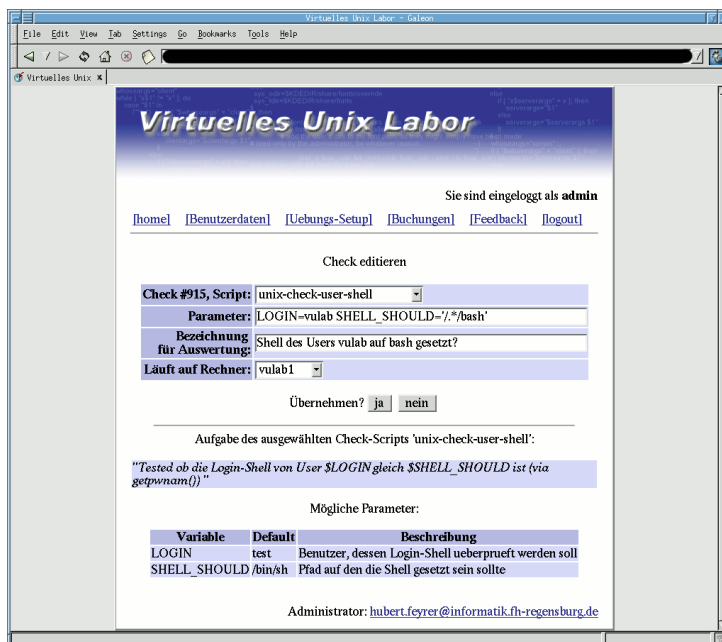 Virtuelles Unix Labor - Galeon
File Edit View Tab Settings Go Bookmarks Tools Help
Virtuelles Unix
Virtuelles Unix Labor
Sie sind eingeloggt als admin
[home] [Benutzerdaten] [Uebungs-Setup] [Buchungen] [Feedback] [logout]
Check editieren
Check #915, Script: unix-check-user-shell
Parameter: LOGIN=vulab SHELL_SHOULD='/.*/bash'
Bezeichnung
für Auswertung: Shell des Users vulab auf bash gesetzt?
Läuft auf Rechner: vulab1
Übernehmen? ja nein
Aufgabe des ausgewählten Check-Scripts 'unix-check-user-shell':
"Tested ob die Login-Shell von User $LOGIN gleich $SHELL_SHOULD ist (via
getpwnam()) "
Mögliche Parameter:
Variable Default Beschreibung
LOGIN test Benutzer, dessen Login-Shell ueberprueft werden soll
SHELL_SHOULD /bin/sh Pfad auf den die Shell gesetzt sein sollte
Administrator: hubert.feyrer@informatik.fh-regensburg.de